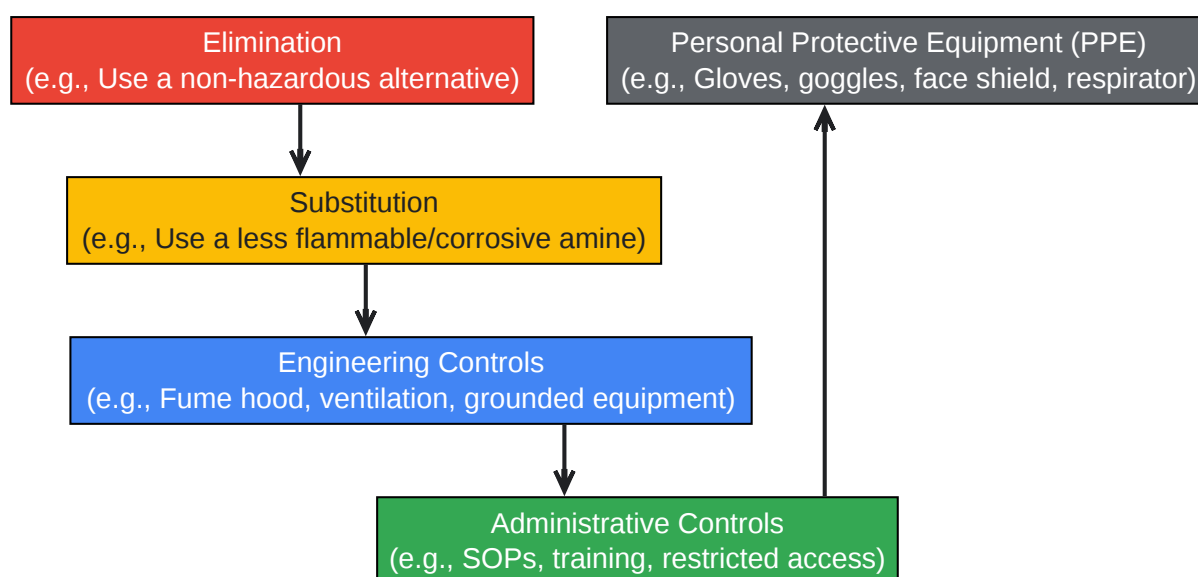 Elimination
(e.g., Use a non-hazardous alternative)
Personal Protective Equipment (PPE)
(e.g., Gloves, goggles, face shield, respirator)
Substitution
(e.g., Use a less flammable/corrosive amine)
Engineering Controls
(e.g., Fume hood, ventilation, grounded equipment)
Administrative Controls
(e.g., SOPs, training, restricted access)